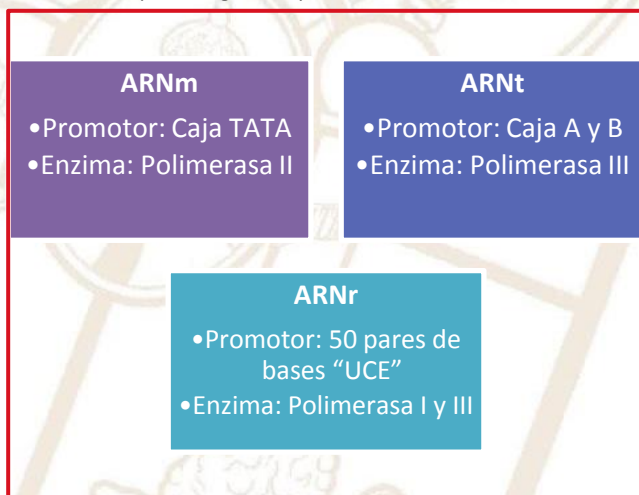 ARNm
•Promotor: Caja TATA
•Enzima: Polimerasa II
ARNt
•Promotor: Caja A y B
•Enzima: Polimerasa III
ARNr
•Promotor: 50 pares de
bases “UCE”
•Enzima: Polimerasa I y III